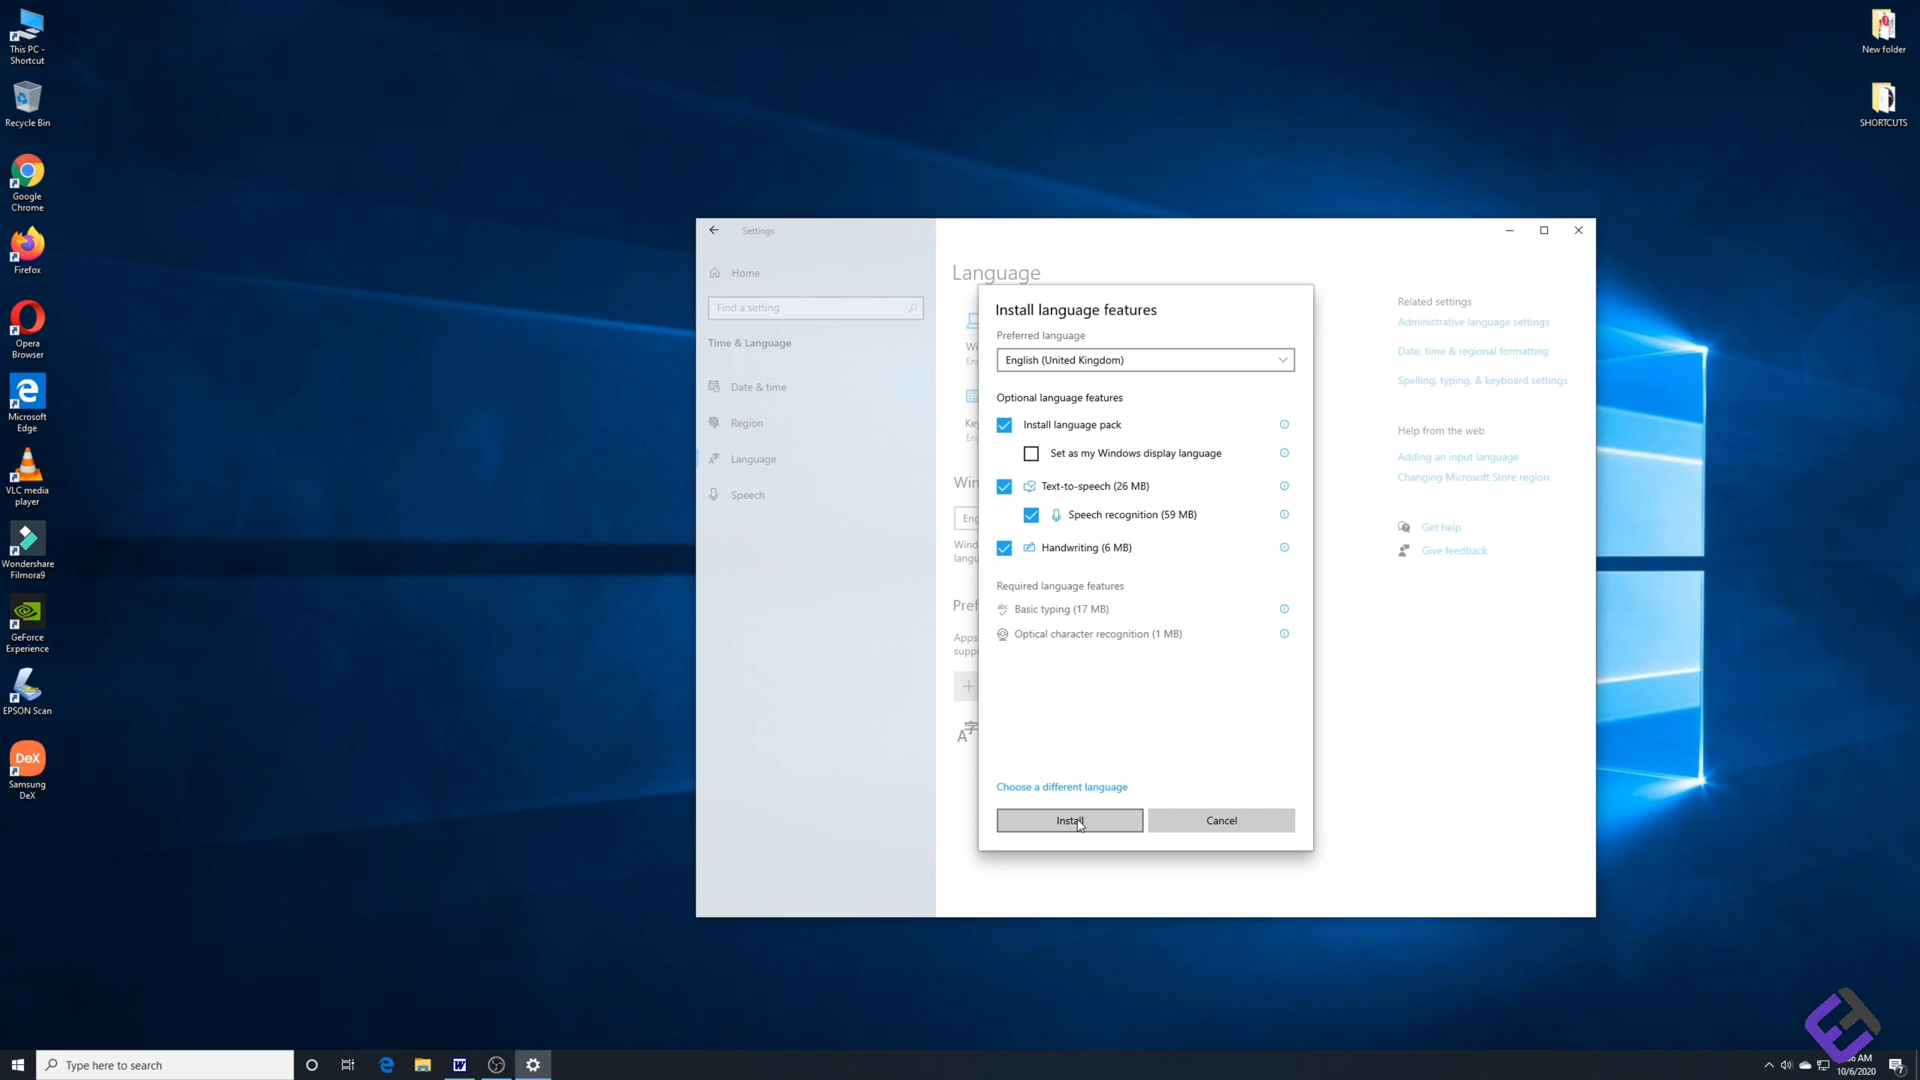 This PC -
Shortcut
Recycle Bin
Google
Chrome
Firefox
Opera
Browser
Microsoft
Edge
VLC media
player
Wondershare
Filmora9
GeForce
Experience
EPSON Scan
DeX
Samsung
DeX
New folder
SHORTCUTS
Settings
Home
Find a setting
Time & Language
Date & time
Region
Language
Speech
Language
Install language features
Preferred language
English (United Kingdom)
Optional language features
Install language pack
Set as my Windows display language
Text-to-speech (26 MB)
Speech recognition (59 MB)
Handwriting (6 MB)
Required language features
Basic typing (17 MB)
Optical character recognition (1 MB)
Choose a different language
Install
Cancel
Related settings
Administrative language settings
Date, time & regional formatting
Spelling, typing, & keyboard settings
Help from the web
Adding an input language
Changing Microsoft Store region
Get help
Give feedback
Type here to search
AM
10/6/2020
7